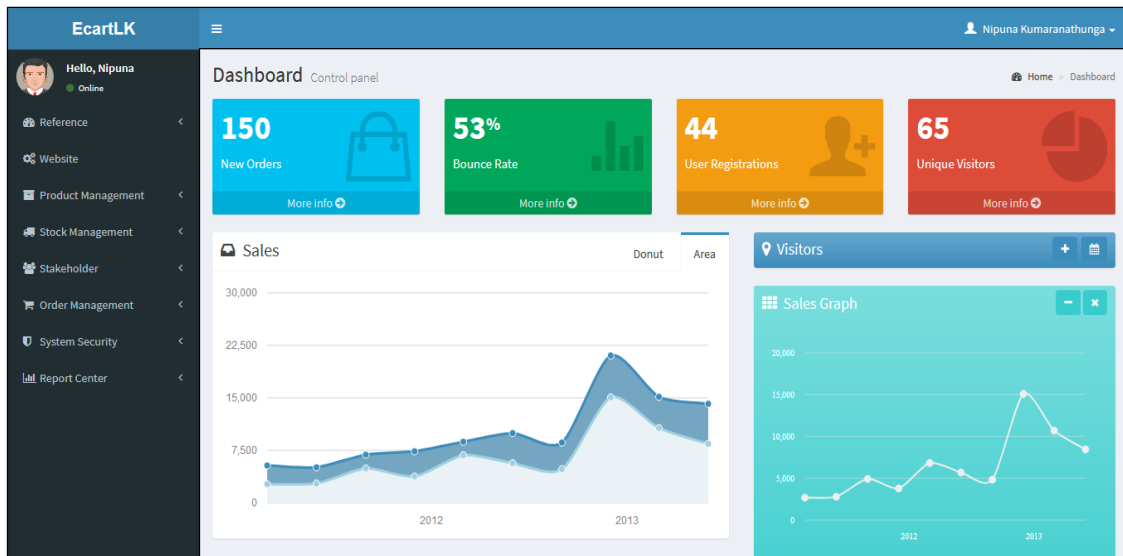 EcartLK
Nipuna Kumaranathunga
Hello, Nipuna
Online
Reference
Website
Product Management
Stock Management
Stakeholder
Order Management
System Security
Report Center
Dashboard Control panel
Home > Dashboard
150
New Orders
More info
53%
Bounce Rate
More info
44
User Registrations
More info
65
Unique Visitors
More info
Sales
Donut Area
30,000
22,500
15,000
7,500
0
2012 2013
Visitors
Sales Graph
20,000
15,000
10,000
5,000
0
2012 2013